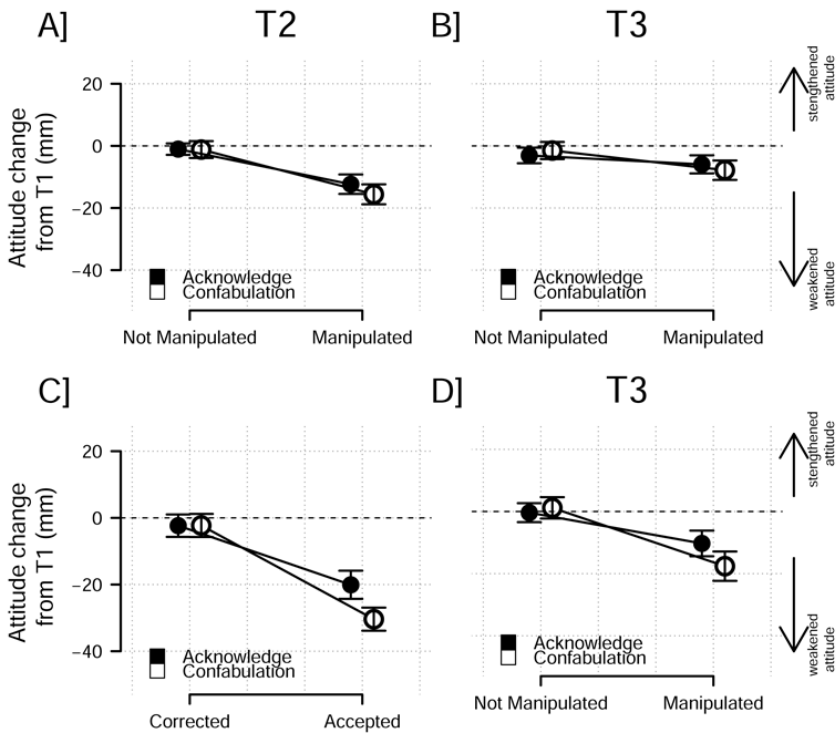 A]
T2
B]
T3
20
0
−20
−40
Attitude change
from T1 (mm)
Acknowledge
Confabulation
Not Manipulated
Manipulated
Acknowledge
Confabulation
Not Manipulated
Manipulated
stengthened
attitude
weakened
attitude
C]
D]
T3
20
0
−20
−40
Attitude change
from T1 (mm)
Acknowledge
Confabulation
Corrected
Accepted
Acknowledge
Confabulation
Not Manipulated
Manipulated
stengthened
attitude
weakened
attitude